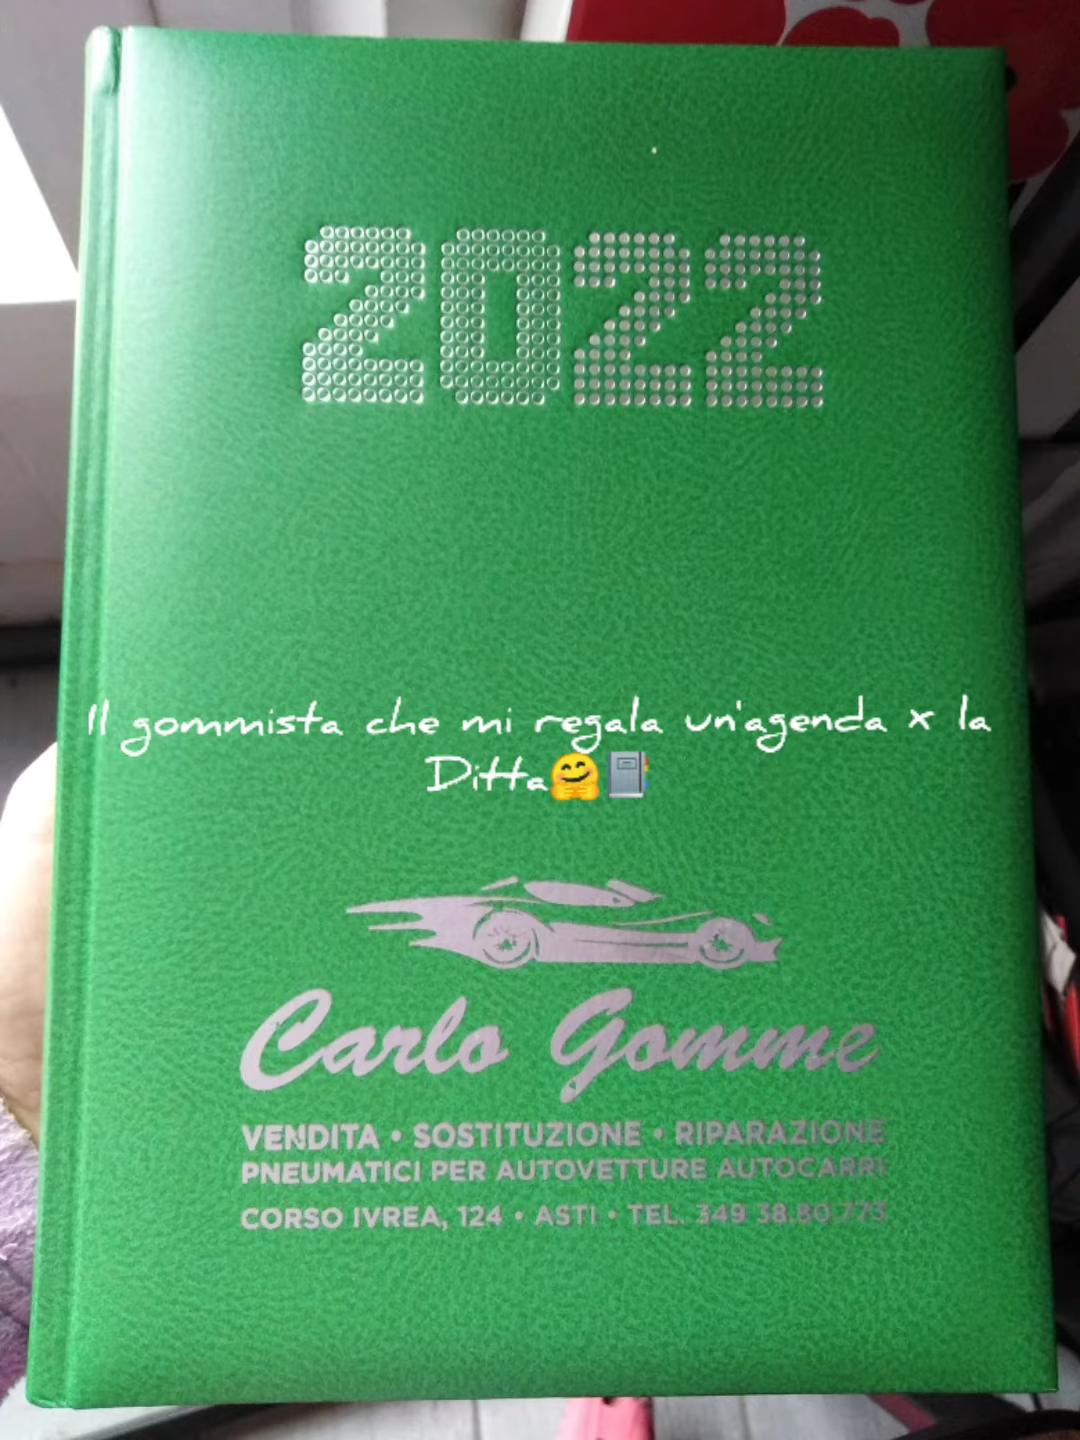 2022
Il gommista che mi regala un'agenda x la
Ditta🤗📓
Carlo Gomme
VENDITA • SOSTITUZIONE • RIPARAZIONE
PNEUMATICI PER AUTOVETTURE AUTOCARRI
CORSO IVREA, 124 • ASTI • TEL. 349 38.80.773